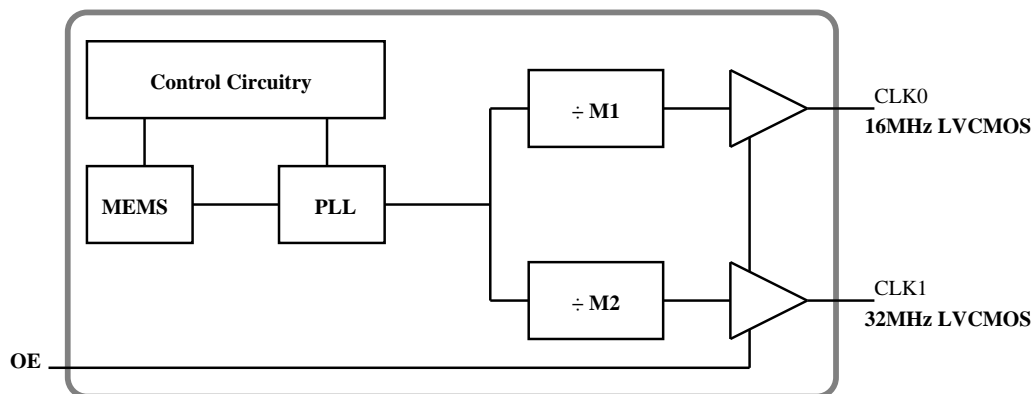 Control Circuitry
÷ M1
CLK0
16MHz LVCMOS
MEMS
PLL
÷ M2
CLK1
32MHz LVCMOS
OE